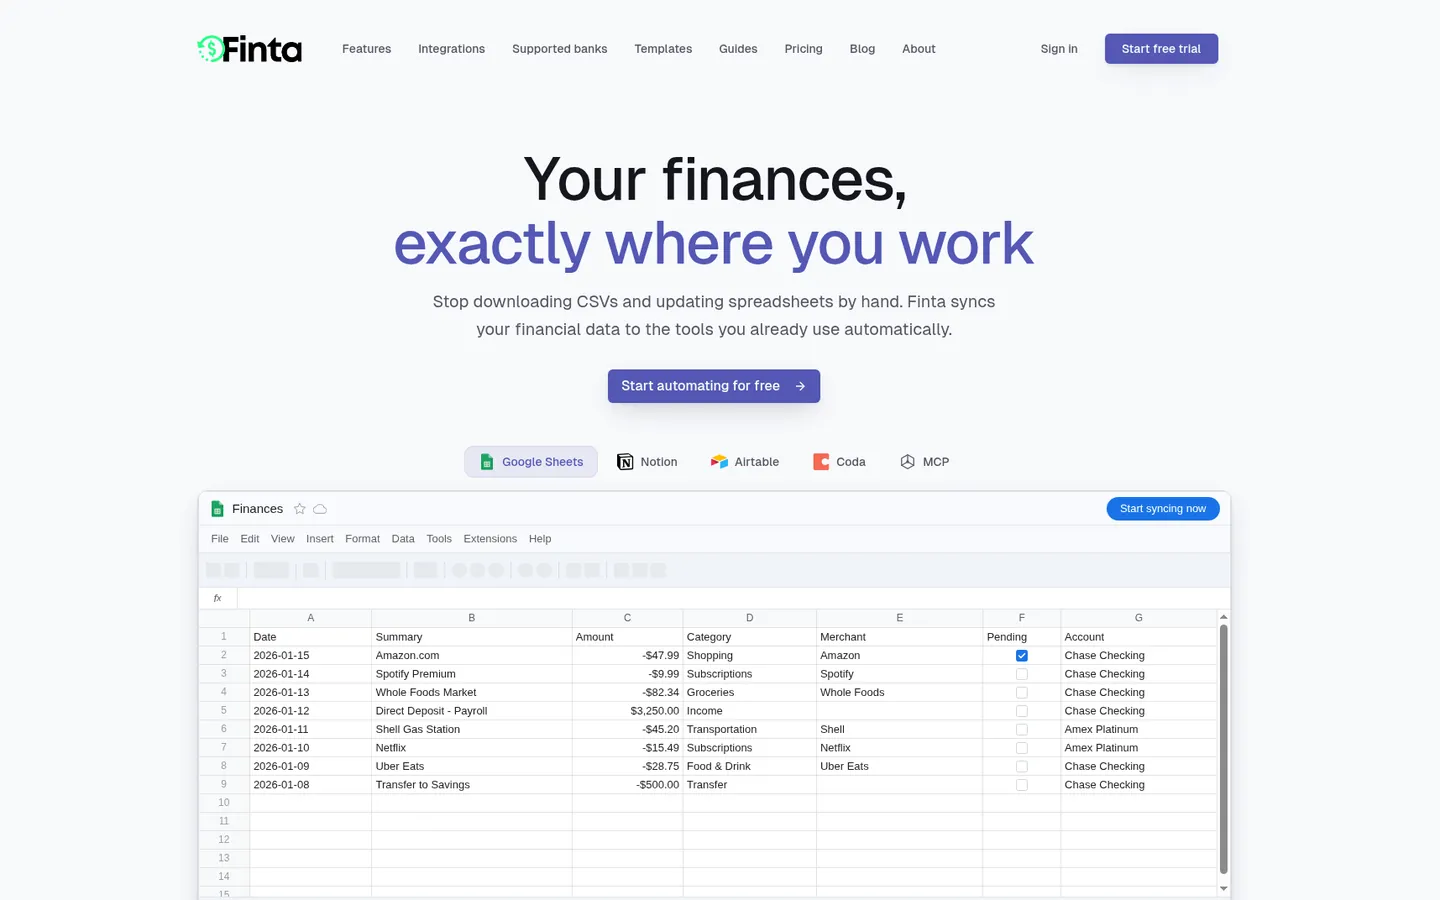 Finta
Features Integrations Supported banks Templates Guides Pricing Blog About Sign in Start free trial
Your finances,
exactly where you work
Stop downloading CSVs and updating spreadsheets by hand. Finta syncs
your financial data to the tools you already use automatically.
Start automating for free →
Google Sheets Notion Airtable Coda MCP
Finances Start syncing now
File Edit View Insert Format Data Tools Extensions Help
fx
A B C D E F G
1 Date Summary Amount Category Merchant Pending Account
2 2026-01-15 Amazon.com -$47.99 Shopping Amazon Chase Checking
3 2026-01-14 Spotify Premium -$9.99 Subscriptions Spotify Chase Checking
4 2026-01-13 Whole Foods Market -$82.34 Groceries Whole Foods Chase Checking
5 2026-01-12 Direct Deposit - Payroll $3,250.00 Income Chase Checking
6 2026-01-11 Shell Gas Station -$45.20 Transportation Shell Amex Platinum
7 2026-01-10 Netflix -$15.49 Subscriptions Netflix Amex Platinum
8 2026-01-09 Uber Eats -$28.75 Food & Drink Uber Eats Chase Checking
9 2026-01-08 Transfer to Savings -$500.00 Transfer Chase Checking
10
11
12
13
14
15